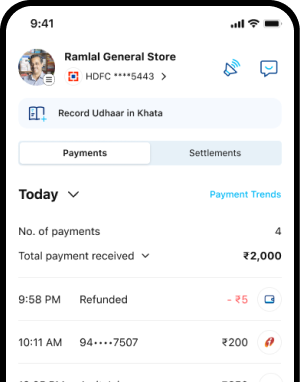 9:41
Ramlal General Store
HDFC ****5443
Record Udhaar in Khata
Payments Settlements
Today Payment Trends
No. of payments 4
Total payment received ₹2,000
9:58 PM Refunded - ₹5
10:11 AM 94••••7507 ₹200